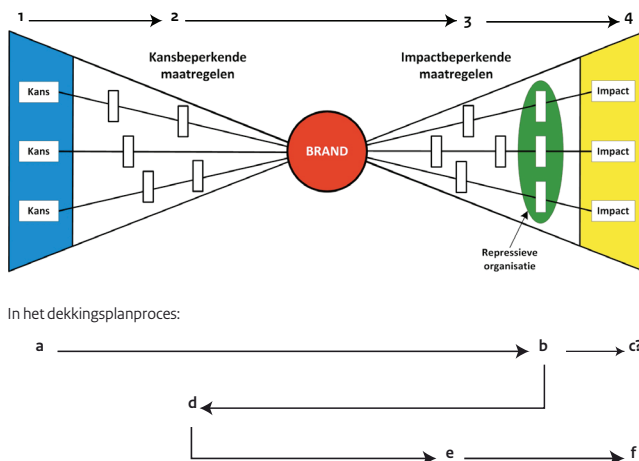 1 2 3 4
Kansbeperkende
maatregelen
Impactbeperkende
maatregelen
Kans
Impact
Kans
BRAND
Impact
Kans
Impact
Repressieve
organisatie
In het dekkingsplanproces:
a b c?
d
e f